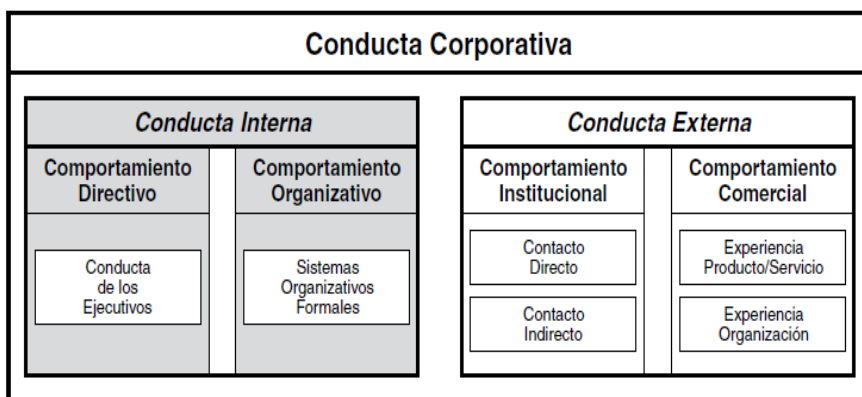 Conducta Corporativa
Conducta Interna
Comportamiento
Directivo
Conducta
de los
Ejecutivos
Comportamiento
Organizativo
Sistemas
Organizativos
Formales
Conducta Externa
Comportamiento
Institucional
Contacto
Directo
Contacto
Indirecto
Comportamiento
Comercial
Experiencia
Producto/Servicio
Experiencia
Organización